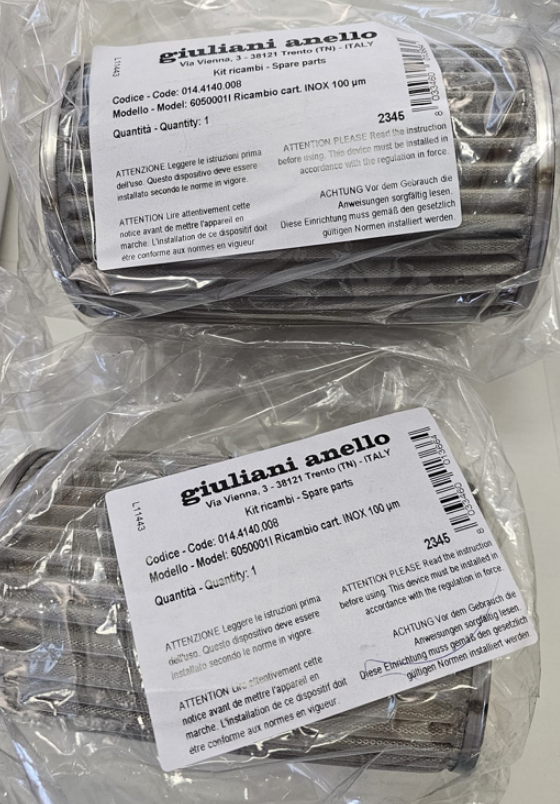 L11443
giuliani anello
Via Vienna, 3 - 38121 Trento (TN) - ITALY
Kit ricambi - Spare parts
Codice - Code: 014.4140.008
Modello - Model: 6050001I Ricambio cart. INOX 100 µm
Quantità - Quantity: 1
2345
ATTENZIONE Leggere le istruzioni prima
dell'uso. Questo dispositivo deve essere
installato secondo le norme in vigore.
ATTENTION PLEASE Read the instruction
before using. This device must be installed in
accordance with the regulation in force.
ATTENTION Lire attentivement cette
notice avant de mettre l'appareil en
marche. L'installation de ce dispositif doit
être conforme aux normes en vigueur
ACHTUNG Vor dem Gebrauch die
Anweisungen sorgfältig lesen.
Diese Einrichtung muss gemäß den gesetzlich
gültigen Normen installiert werden.
L11443
giuliani anello
Via Vienna, 3 - 38121 Trento (TN) - ITALY
Kit ricambi - Spare parts
Codice - Code: 014.4140.008
Modello - Model: 6050001I Ricambio cart. INOX 100 µm
Quantità - Quantity: 1
2345
ATTENZIONE Leggere le istruzioni prima
dell'uso. Questo dispositivo deve essere
installato secondo le norme in vigore.
ATTENTION PLEASE Read the instruction
before using. This device must be installed in
accordance with the regulation in force.
ATTENTION Lire attentivement cette
notice avant de mettre l'appareil en
marche. L'installation de ce dispositif doit
être conforme aux normes en vigueur.
ACHTUNG Vor dem Gebrauch die
Anweisungen sorgfältig lesen.
Diese Einrichtung muss gemäß den gesetzlich
gültigen Normen installiert werden.